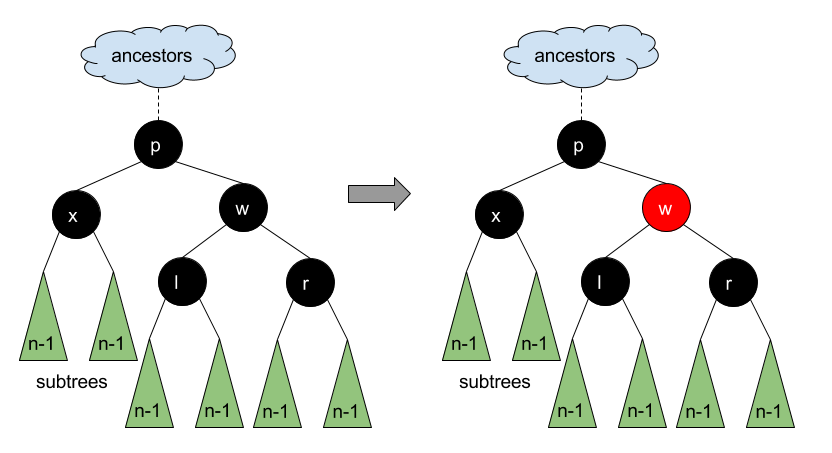 ancestors
p
x
w
l
r
n-1
n-1
subtrees
n-1
n-1
n-1
n-1
ancestors
p
x
w
l
r
n-1
n-1
subtrees
n-1
n-1
n-1
n-1